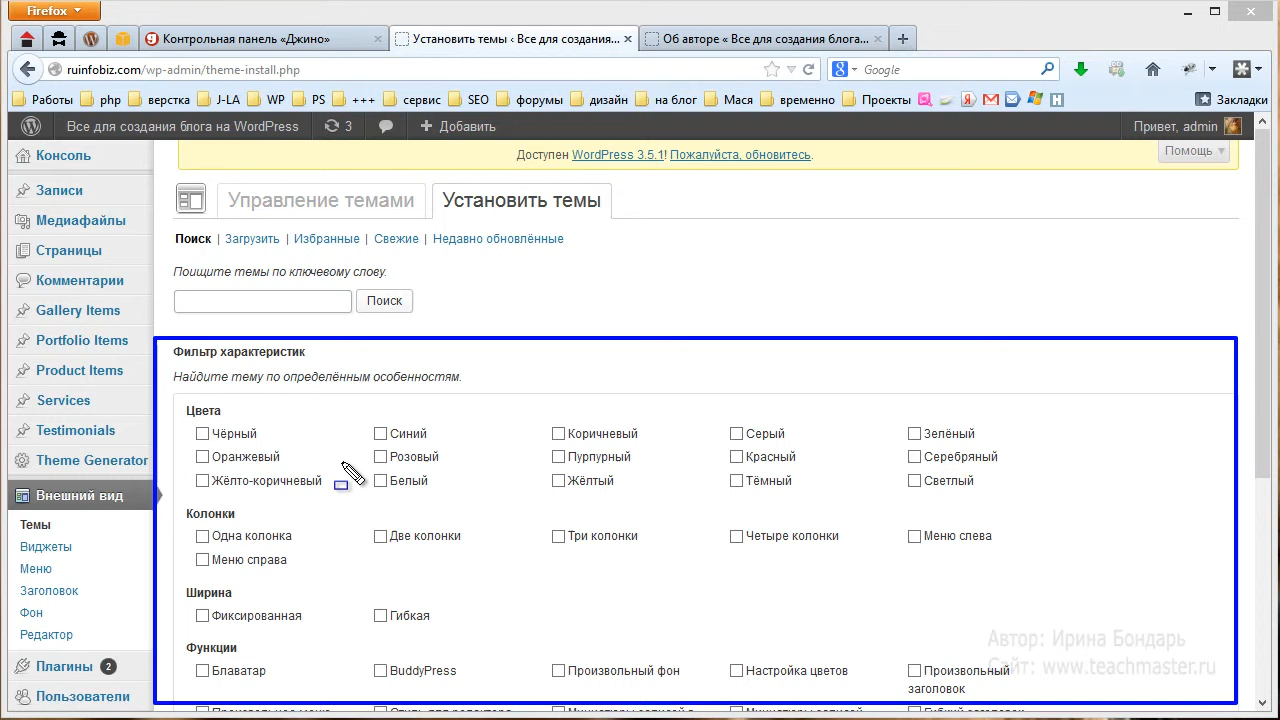 Firefox
Контрольная панель «Джино»
Установить темы ‹ Все для создания...
Об авторе « Все для создания блога...
ruinfobiz.com/wp-admin/theme-install.php
Google
Работы php верстка J-LA WP PS +++ сервис SEO форумы дизайн на блог Мася временно Проекты Закладки
Все для создания блога на WordPress 3 Добавить Привет, admin
Консоль
Записи
Медиафайлы
Страницы
Комментарии
Gallery Items
Portfolio Items
Product Items
Services
Testimonials
Theme Generator
Внешний вид
Темы
Виджеты
Меню
Заголовок
Фон
Редактор
Плагины 2
Пользователи
Доступен WordPress 3.5.1! Пожалуйста, обновитесь.
Помощь
Управление темами Установить темы
Поиск | Загрузить | Избранные | Свежие | Недавно обновлённые
Поищите темы по ключевому слову.
Поиск
Фильтр характеристик
Найдите тему по определённым особенностям.
Цвета
Чёрный Синий Коричневый Серый Зелёный
Оранжевый Розовый Пурпурный Красный Серебряный
Жёлто-коричневый Белый Жёлтый Тёмный Светлый
Колонки
Одна колонка Две колонки Три колонки Четыре колонки Меню слева
Меню справа
Ширина
Фиксированная Гибкая
Функции
Блаватар BuddyPress Произвольный фон Настройка цветов Произвольный
заголовок
Автор: Ирина Бондарь
Сайт: www.teachmaster.ru